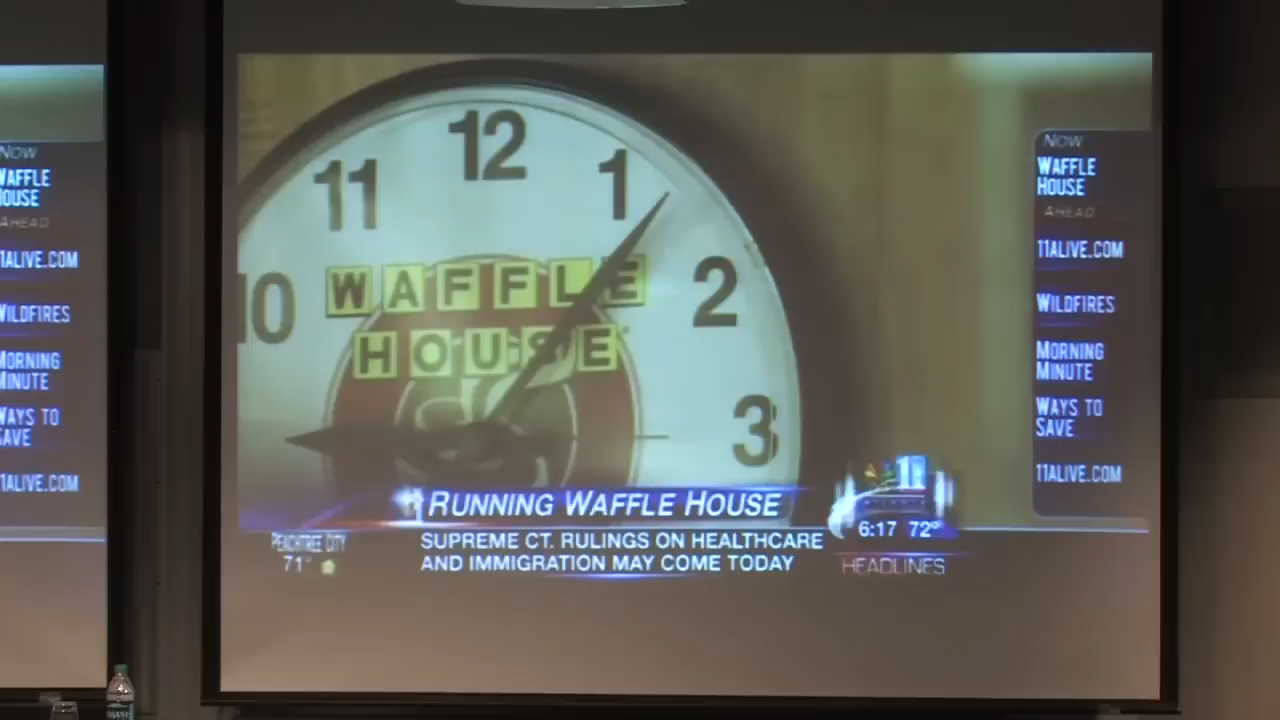 NOW
WAFFLE
HOUSE
AHEAD
11ALIVE.COM
WILDFIRES
MORNING
MINUTE
WAYS TO
SAVE
11ALIVE.COM
12
11
1
10
2
3
WAFFLE
HOUSE
RUNNING WAFFLE HOUSE
11
6:17 72°
PEACHTREE CITY
71°
SUPREME CT. RULINGS ON HEALTHCARE
AND IMMIGRATION MAY COME TODAY
HEADLINES
NOW
WAFFLE
HOUSE
AHEAD
11ALIVE.COM
WILDFIRES
MORNING
MINUTE
WAYS TO
SAVE
11ALIVE.COM